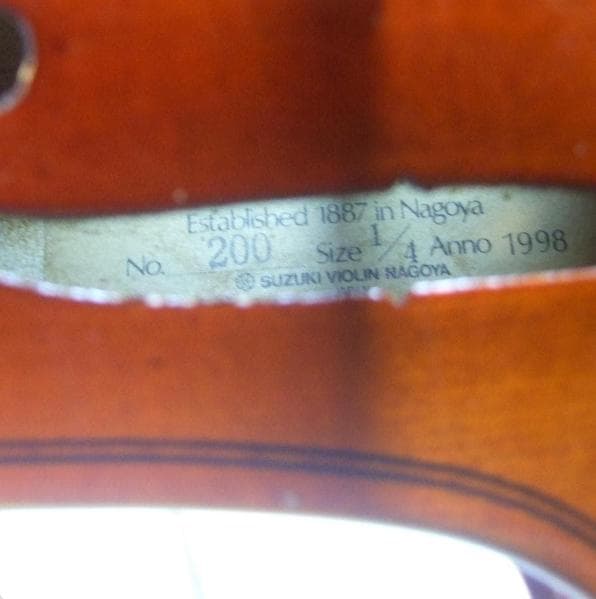 Established 1887 in Nagoya
No. 200 Size 1/4 Anno 1998
SUZUKI VIOLIN NAGOYA